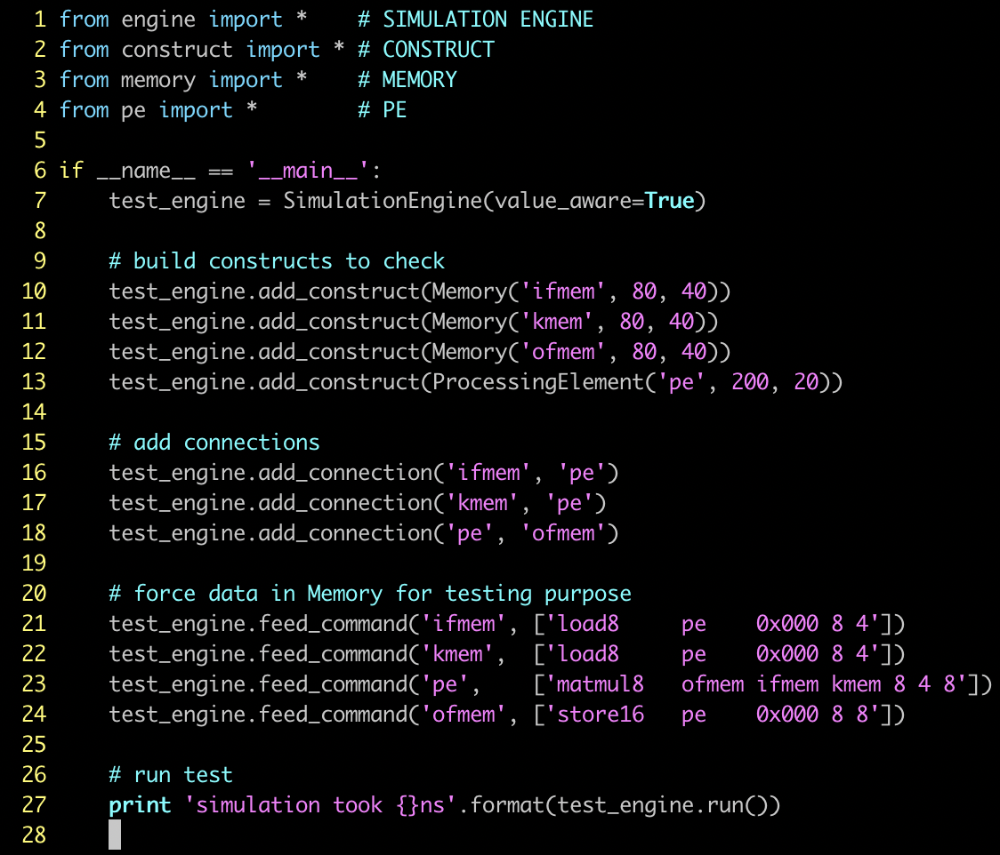 1 from engine import *    # SIMULATION ENGINE
2 from construct import * # CONSTRUCT
3 from memory import *    # MEMORY
4 from pe import *        # PE
5
6 if __name__ == '__main__':
7     test_engine = SimulationEngine(value_aware=True)
8
9     # build constructs to check
10     test_engine.add_construct(Memory('ifmem', 80, 40))
11     test_engine.add_construct(Memory('kmem', 80, 40))
12     test_engine.add_construct(Memory('ofmem', 80, 40))
13     test_engine.add_construct(ProcessingElement('pe', 200, 20))
14
15     # add connections
16     test_engine.add_connection('ifmem', 'pe')
17     test_engine.add_connection('kmem', 'pe')
18     test_engine.add_connection('pe', 'ofmem')
19
20     # force data in Memory for testing purpose
21     test_engine.feed_command('ifmem', ['load8     pe    0x000 8 4'])
22     test_engine.feed_command('kmem',  ['load8     pe    0x000 8 4'])
23     test_engine.feed_command('pe',    ['matmul8   ofmem ifmem kmem 8 4 8'])
24     test_engine.feed_command('ofmem', ['store16   pe    0x000 8 8'])
25
26     # run test
27     print 'simulation took {}ns'.format(test_engine.run())
28